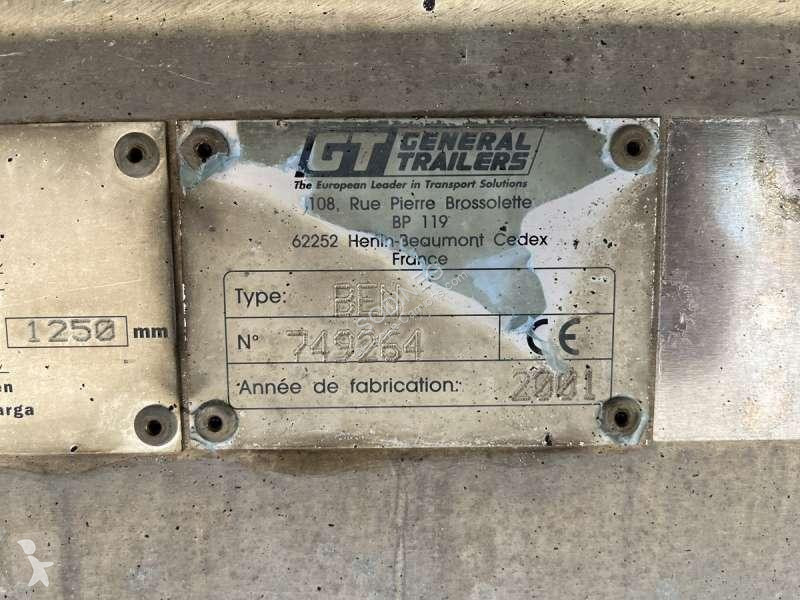 GT GENERAL TRAILERS
The European Leader in Transport Solutions
108, Rue Pierre Brossolette
BP 119
62252 Henin-Beaumont Cedex
France
Type: BEN
N° 749264 CE
Année de fabrication: 2001
1250 mm
en
arga